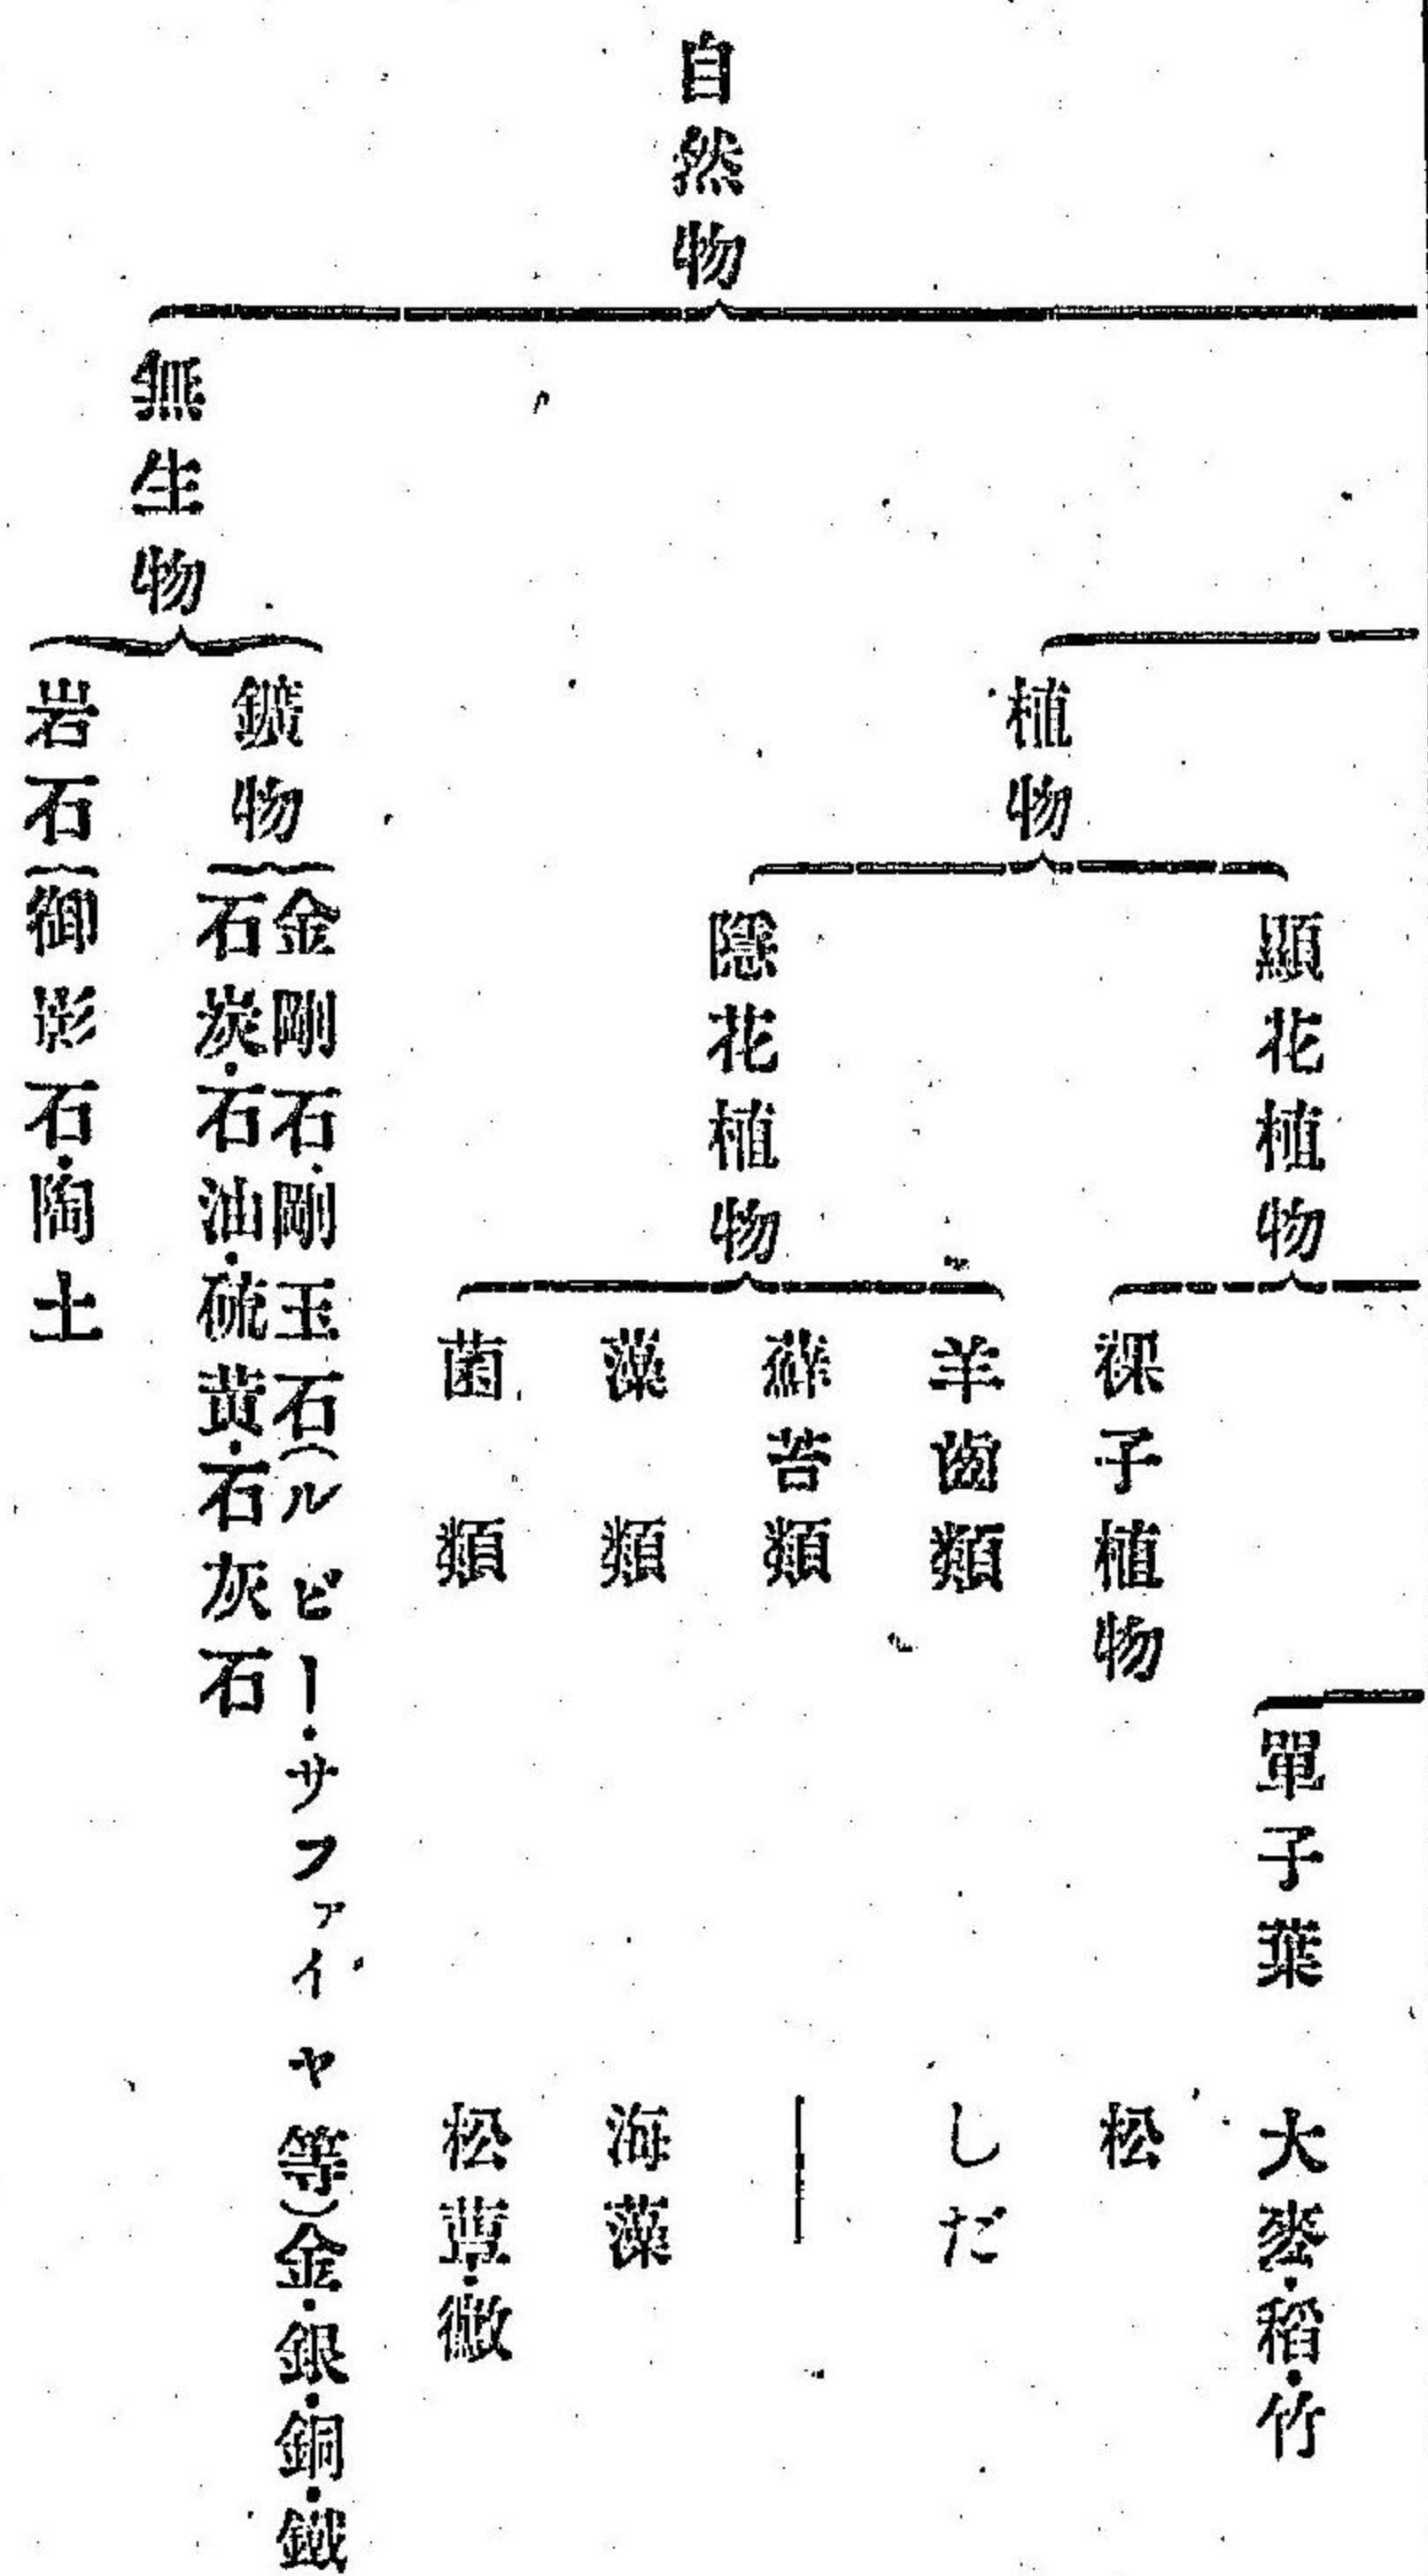 自然物
植物
顯花植物
單子葉　大麥・稻・竹
裸子植物　松
隱花植物
羊齒類　しだ
蘚苔類　―
藻類　海藻
菌類　松蕈・黴
無生物
鑛物
金剛石・剛玉石(ルビー・サファイヤ等)金・銀・銅・鐵
石炭・石油・硫黄・石灰石
岩石
御影石・陶土